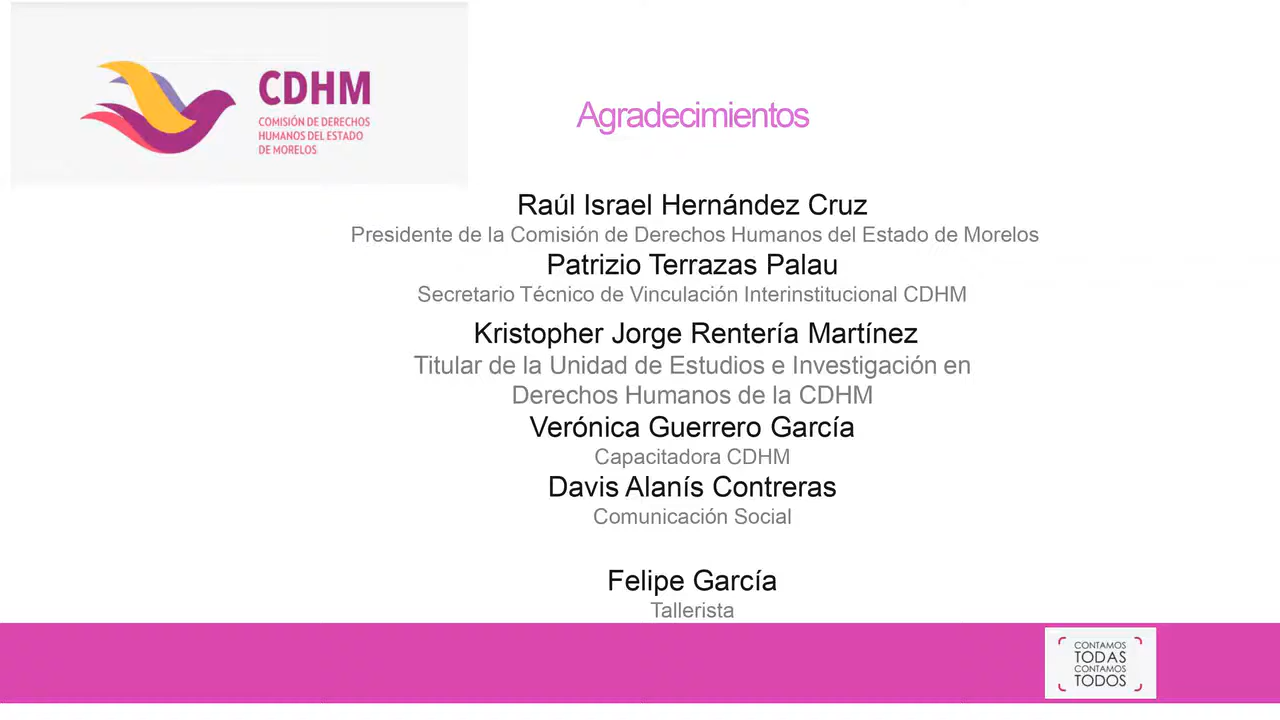 CDHM
COMISIÓN DE DERECHOS
HUMANOS DEL ESTADO
DE MORELOS
Agradecimientos
Raúl Israel Hernández Cruz
Presidente de la Comisión de Derechos Humanos del Estado de Morelos
Patrizio Terrazas Palau
Secretario Técnico de Vinculación Interinstitucional CDHM
Kristopher Jorge Rentería Martínez
Titular de la Unidad de Estudios e Investigación en
Derechos Humanos de la CDHM
Verónica Guerrero García
Capacitadora CDHM
Davis Alanís Contreras
Comunicación Social
Felipe García
Tallerista
CONTAMOS
TODAS
CONTAMOS
TODOS